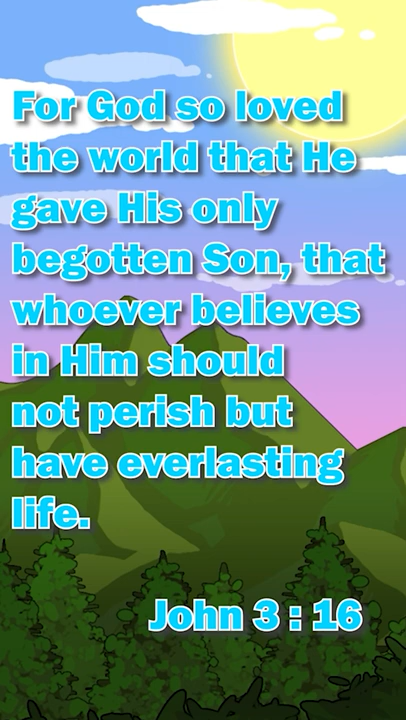 For God so loved
the world that He
gave His only
begotten Son, that
whoever believes
in Him should
not perish but
have everlasting
life.
John 3 : 16